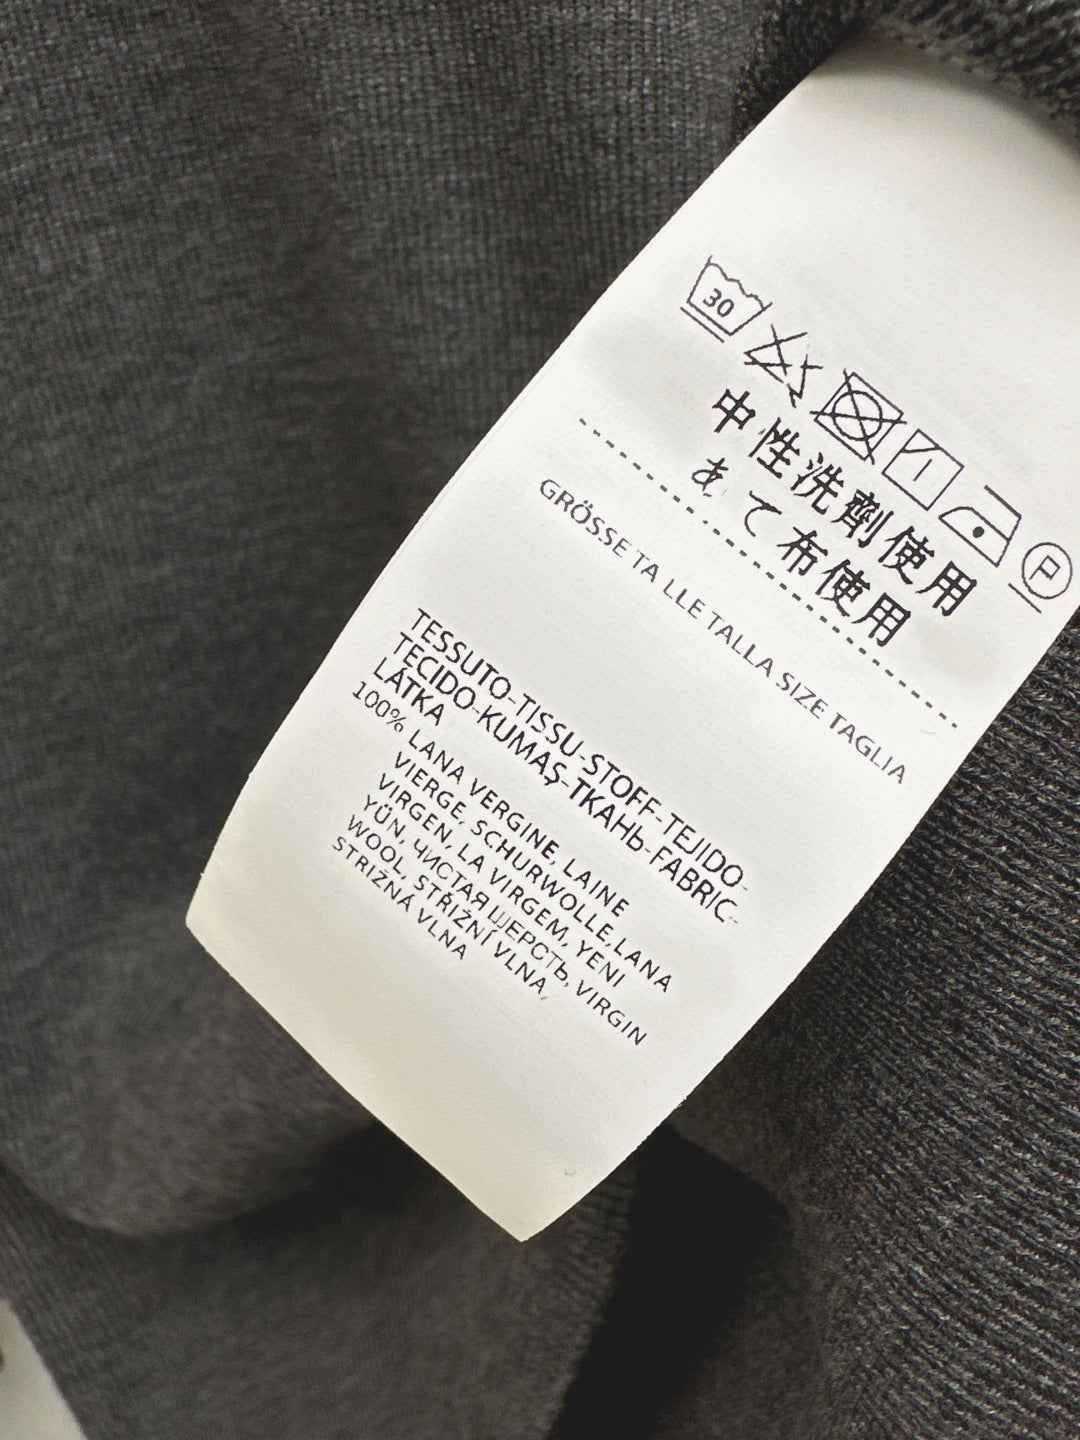 30
中性洗剤使用
あて布使用
P
GRÖSSE TA LLE TALLA SIZE TAGLIA
TESSUTO-TISSU-STOFF-TEJIDO-
TECIDO-KUMAŞ-ТКАНЬ-FABRIC-
LÁTKA
100% LANA VERGINE, LAINE
VIERGE, SCHURWOLLE,LANA
VIRGEN, LA VIRGEM, YENI
YÜN, ЧИСТАЯ ШЕРСТЬ, VIRGIN
WOOL, STŘIŽNÍ VLNA,
STRIŽNÁ VLNA